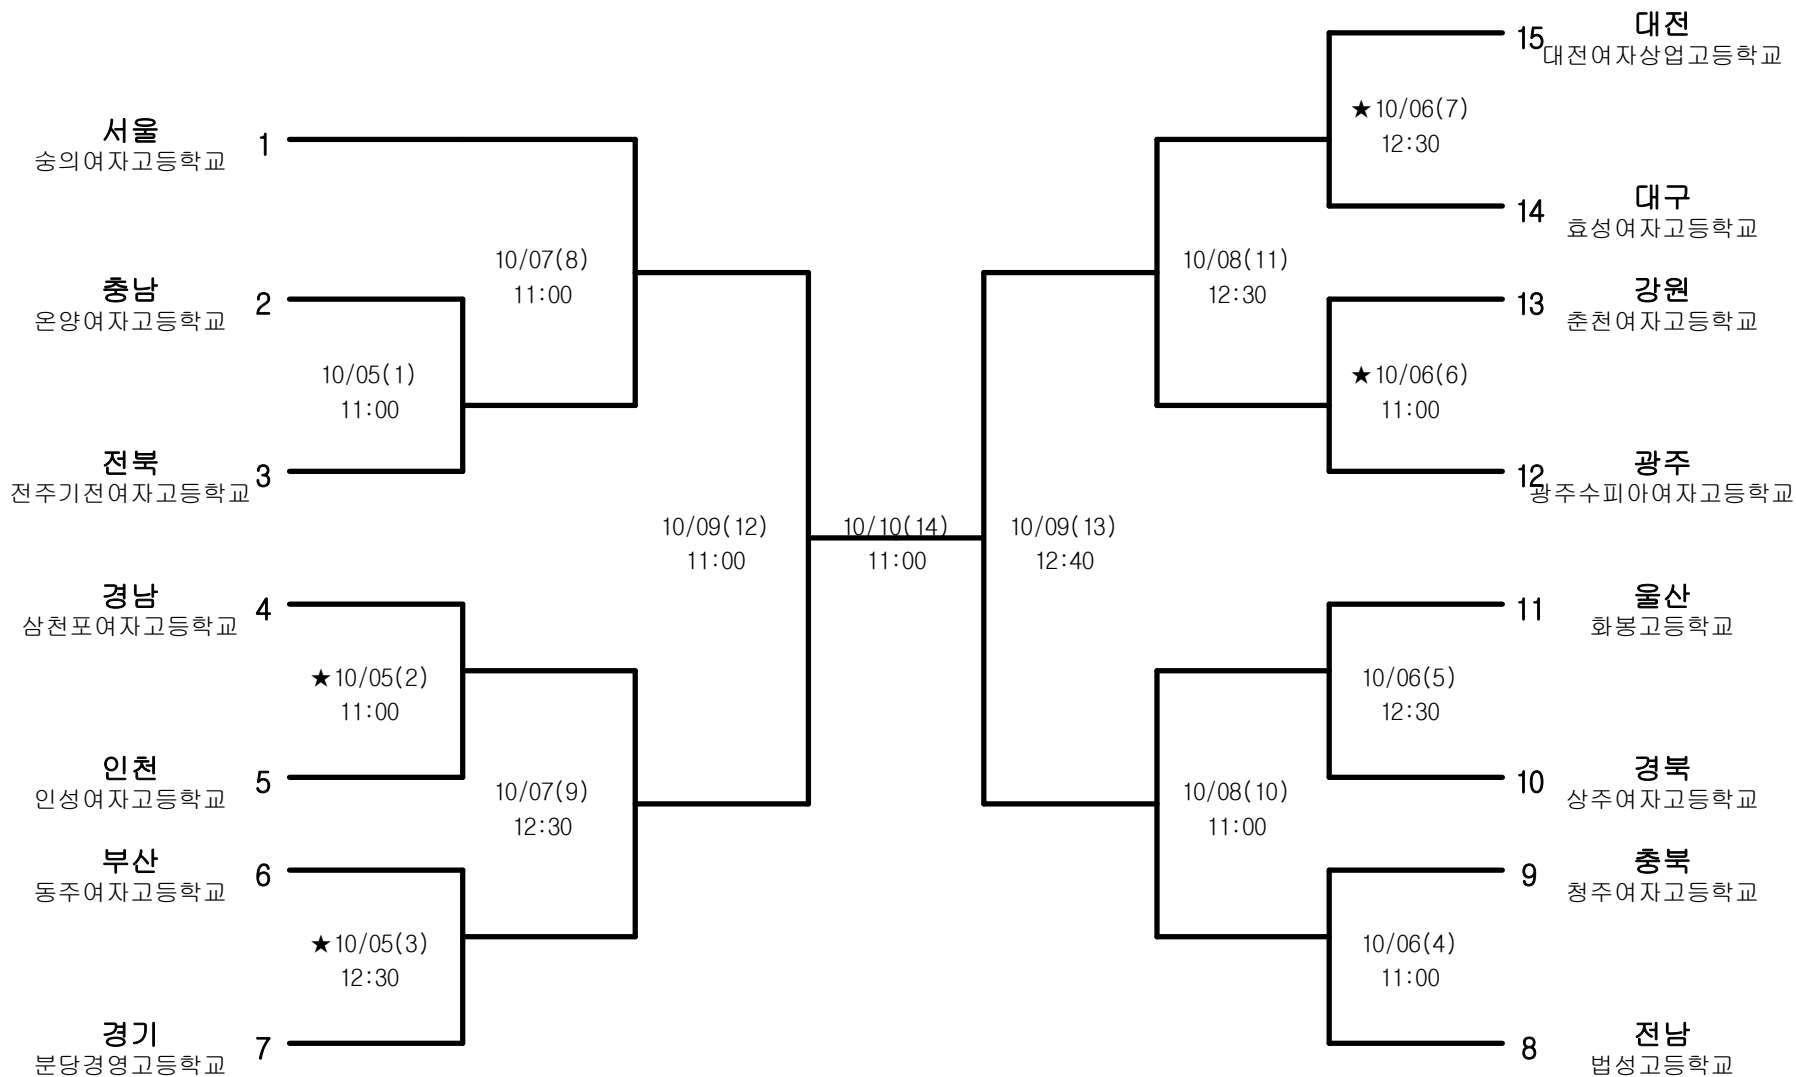 서울
숭의여자고등학교
1
충남
온양여자고등학교
2
전북
전주기전여자고등학교
3
경남
삼천포여자고등학교
4
인천
인성여자고등학교
5
부산
동주여자고등학교
6
경기
분당경영고등학교
7
10/05(1)
11:00
★10/05(2)
11:00
★10/05(3)
12:30
10/07(8)
11:00
10/07(9)
12:30
10/09(12)
11:00
10/10(14)
11:00
10/09(13)
12:40
10/08(11)
12:30
10/08(10)
11:00
★10/06(7)
12:30
★10/06(6)
11:00
10/06(5)
12:30
10/06(4)
11:00
15
대전
대전여자상업고등학교
14
대구
효성여자고등학교
13
강원
춘천여자고등학교
12
광주
광주수피아여자고등학교
11
울산
화봉고등학교
10
경북
상주여자고등학교
9
충북
청주여자고등학교
8
전남
법성고등학교